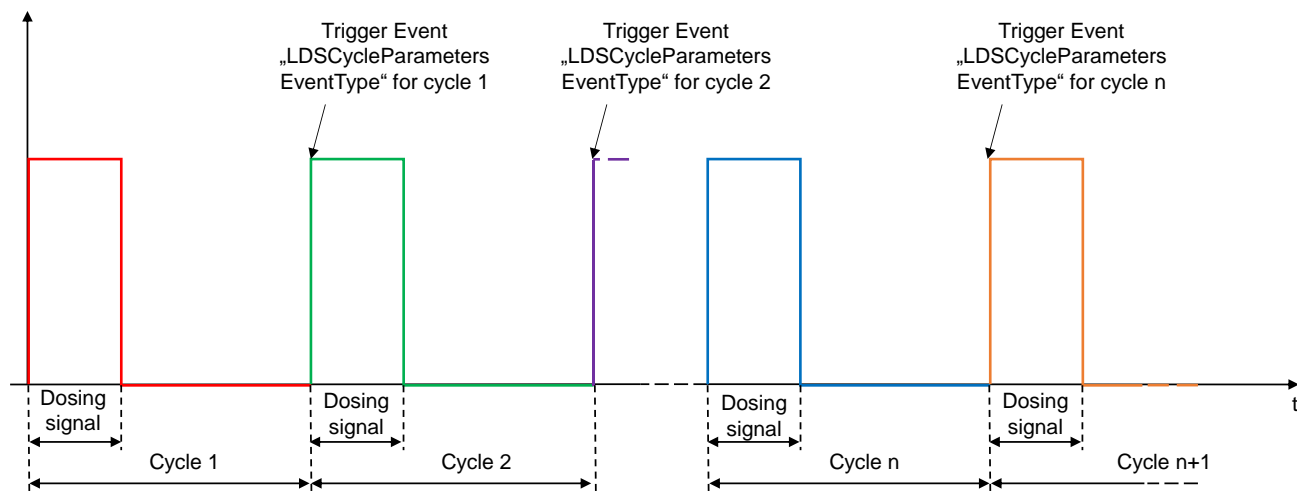 Trigger Event
„LDSCycleParameters
EventType“ for cycle 1
Trigger Event
„LDSCycleParameters
EventType“ for cycle 2
Trigger Event
„LDSCycleParameters
EventType“ for cycle n
t
Dosing
signal
Dosing
signal
Dosing
signal
Dosing
signal
Cycle 1
Cycle 2
Cycle n
Cycle n+1